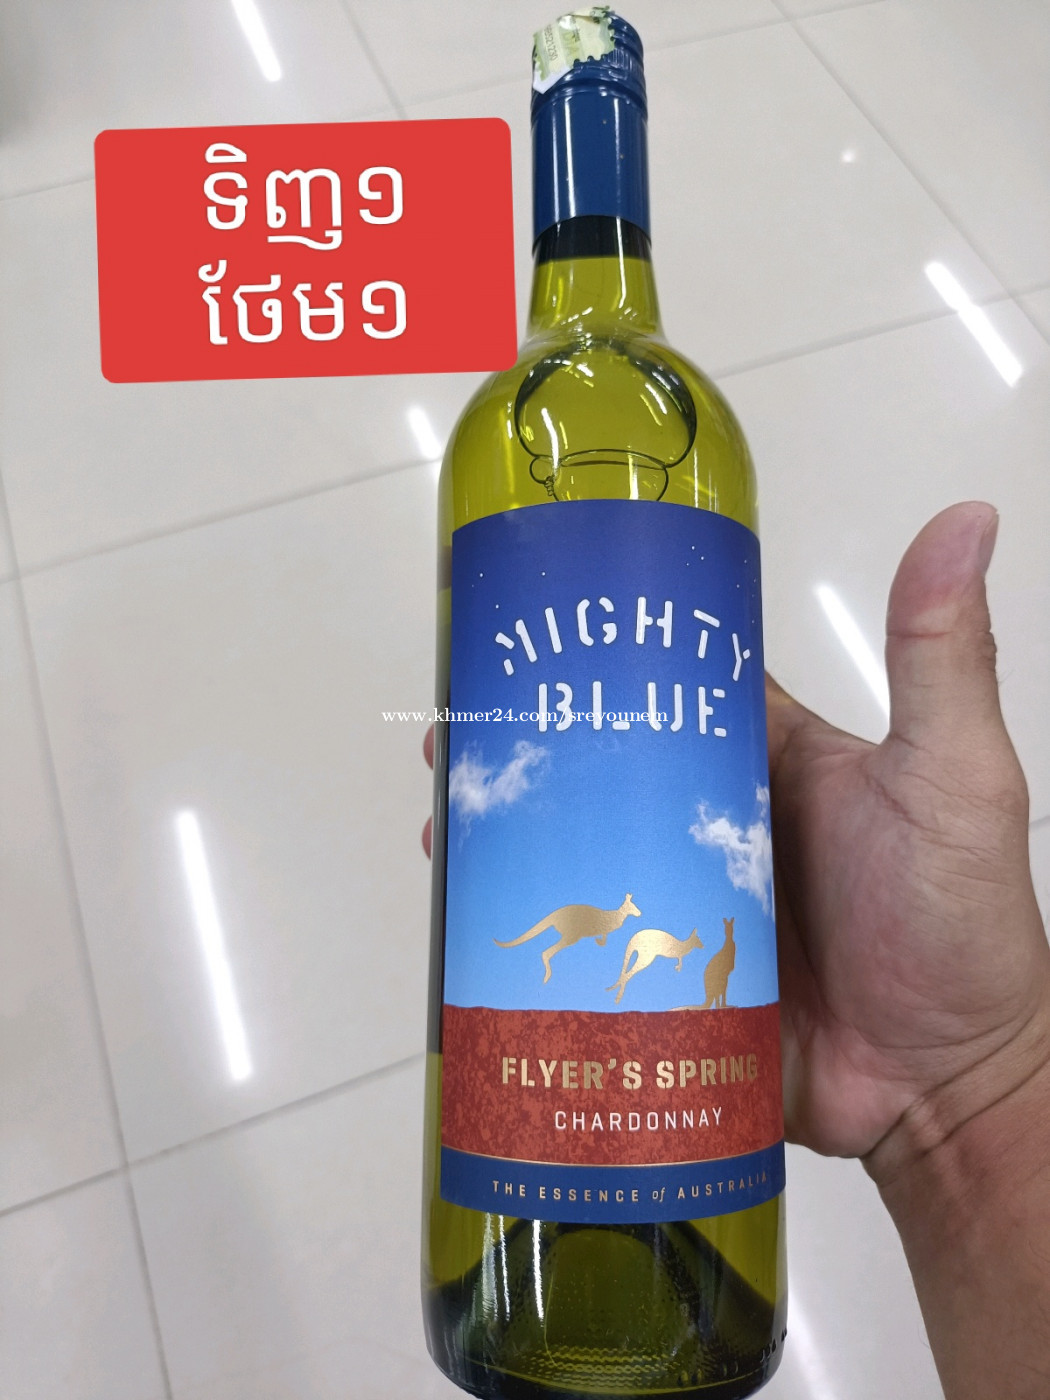 ទិញ១
ថែម១
MIGHTY
BLUE
www.khmer24.com/sreyounem
FLYER'S SPRING
CHARDONNAY
THE ESSENCE of AUSTRALIA